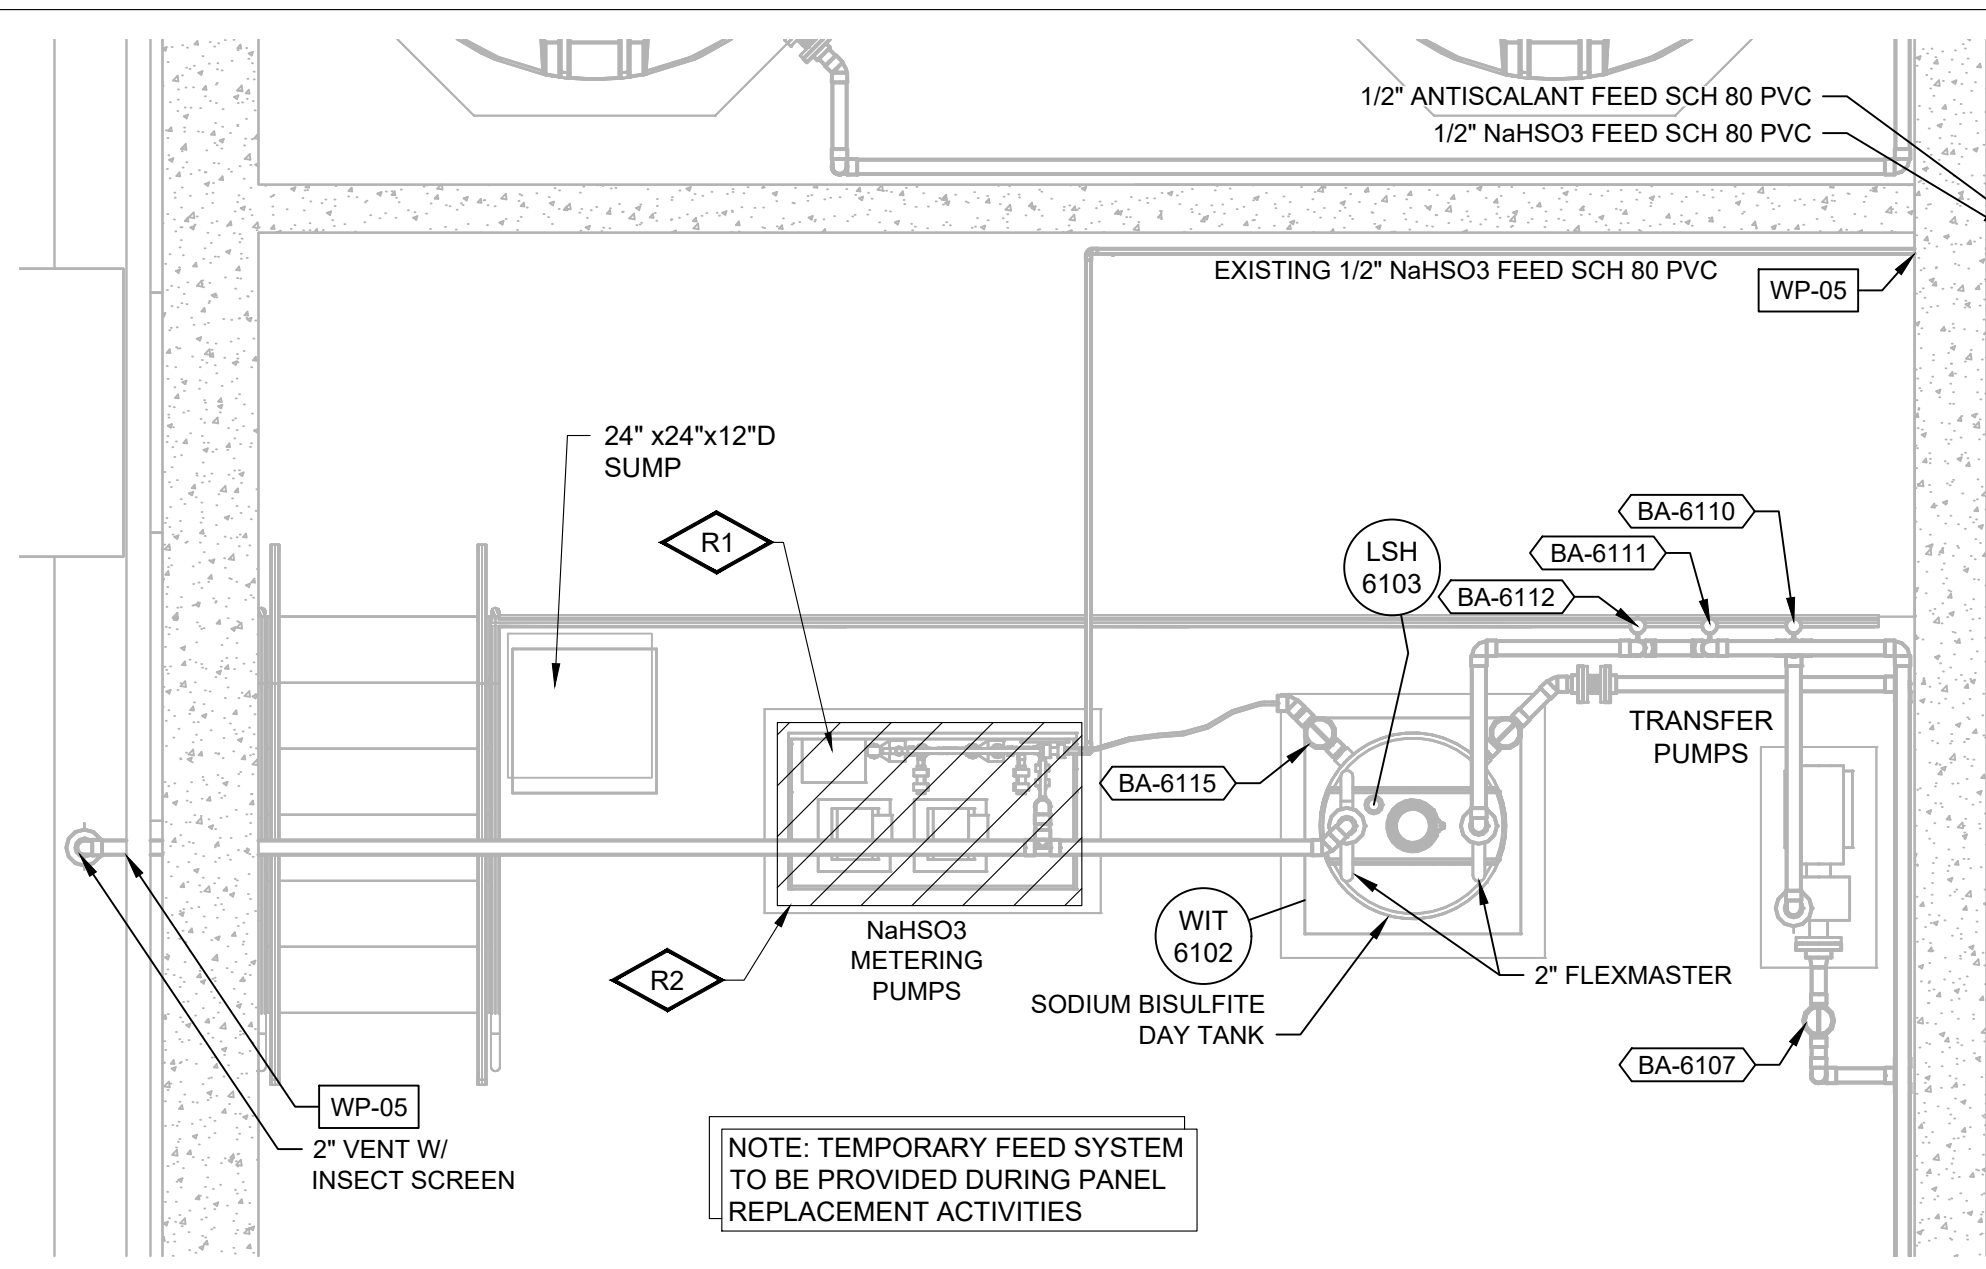 1/2" ANTISCALANT FEED SCH 80 PVC
1/2" NaHSO3 FEED SCH 80 PVC
EXISTING 1/2" NaHSO3 FEED SCH 80 PVC
WP-05
24" x24"x12"D
SUMP
R1
LSH
6103
BA-6110
BA-6111
BA-6112
TRANSFER
PUMPS
BA-6115
NaHSO3
METERING
PUMPS
R2
WIT
6102
2" FLEXMASTER
SODIUM BISULFITE
DAY TANK
BA-6107
WP-05
2" VENT W/
INSECT SCREEN
NOTE: TEMPORARY FEED SYSTEM
TO BE PROVIDED DURING PANEL
REPLACEMENT ACTIVITIES